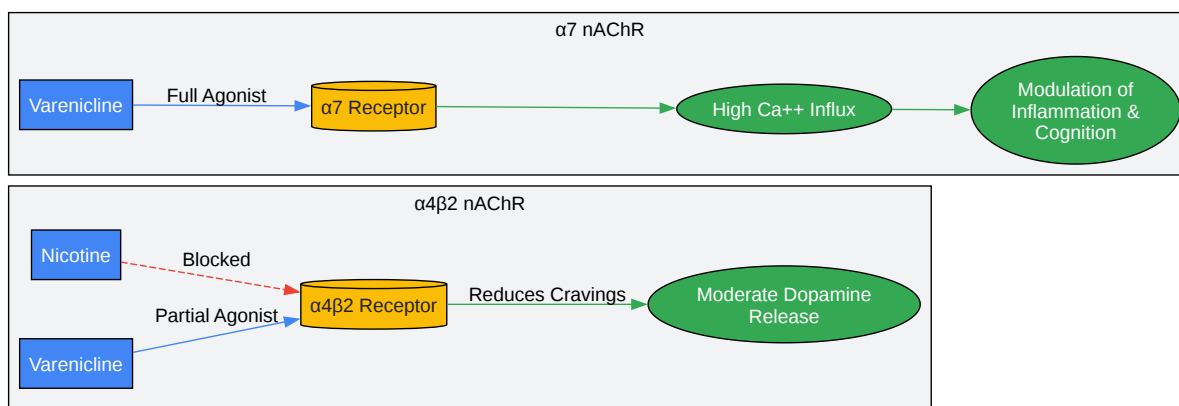 α7 nAChR
Varenicline
Full Agonist
α7 Receptor
High Ca++ Influx
Modulation of
Inflammation &
Cognition
α4β2 nAChR
Nicotine
Blocked
Partial Agonist
Varenicline
α4β2 Receptor
Reduces Cravings
Moderate Dopamine
Release